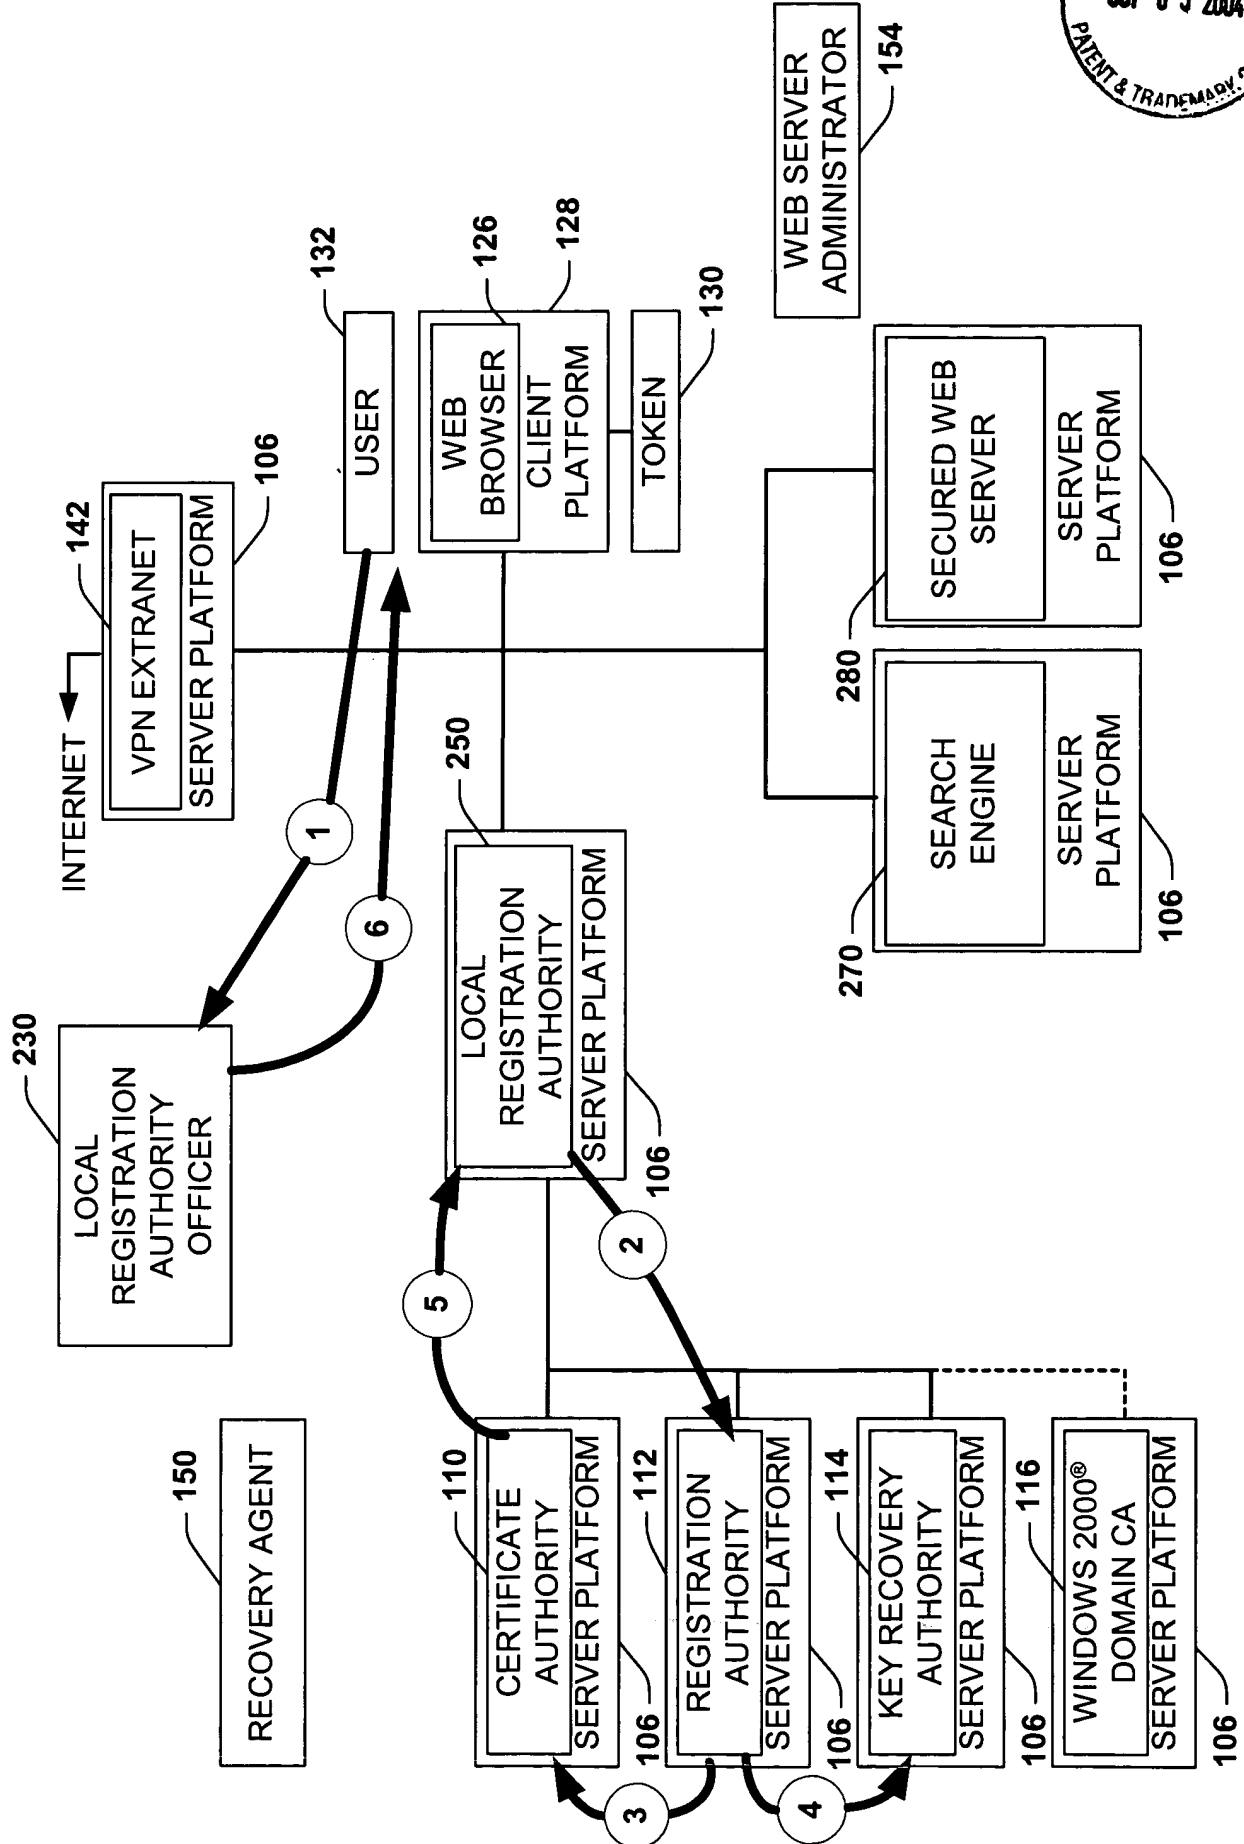 150
RECOVERY AGENT
230
LOCAL
REGISTRATION
AUTHORITY
OFFICER
INTERNET
142
VPN EXTRANET
SERVER PLATFORM
106
132
USER
1
6
126
WEB
BROWSER
CLIENT
PLATFORM
128
TOKEN
130
WEB SERVER
ADMINISTRATOR
154
250
LOCAL
REGISTRATION
AUTHORITY
SERVER PLATFORM
106
5
2
110
CERTIFICATE
AUTHORITY
SERVER PLATFORM
106
112
REGISTRATION
AUTHORITY
SERVER PLATFORM
106
3
114
KEY RECOVERY
AUTHORITY
SERVER PLATFORM
106
4
116
WINDOWS 2000®
DOMAIN CA
SERVER PLATFORM
106
270
SEARCH
ENGINE
SERVER
PLATFORM
106
280
SECURED WEB
SERVER
SERVER
PLATFORM
106
2004
PATENT & TRADEMARK